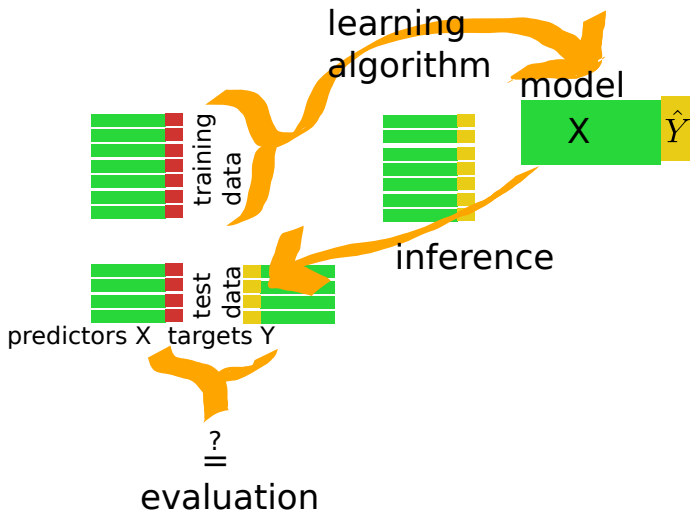 learning
algorithm
model
X
Ŷ
training
data
inference
test
data
predictors X targets Y
?
=
evaluation